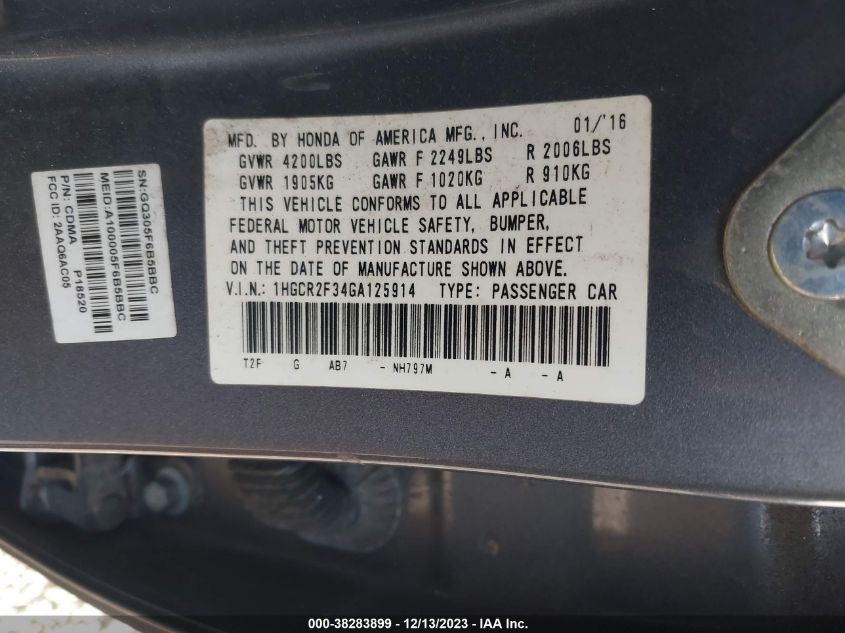 MFD. BY HONDA OF AMERICA MFG., INC. 01/'16
GVWR 4200LBS GAWR F 2249LBS R 2006LBS
GVWR 1905KG GAWR F 1020KG R 910KG
THIS VEHICLE CONFORMS TO ALL APPLICABLE
FEDERAL MOTOR VEHICLE SAFETY, BUMPER,
AND THEFT PREVENTION STANDARDS IN EFFECT
ON THE DATE OF MANUFACTURE SHOWN ABOVE.
V.I.N.: 1HGCR2F34GA125914 TYPE: PASSENGER CAR
T2F G AB7 - NH797M - A - A
SN:GQ305F6B5BBC
MEID:A100005F6B5BBC
P/N: CDMA P18520
FCC ID: 2AAQ6AC05
000-38283899 - 12/13/2023 - IAA Inc.